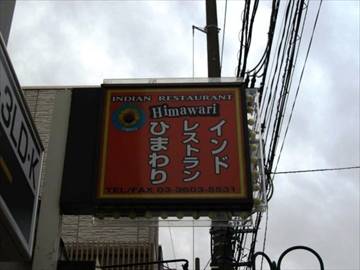 INDIAN RESTAURANT
Himawari
インド
レストラン
ひまわり
TEL/FAX 03-3603-5531
3LD·K